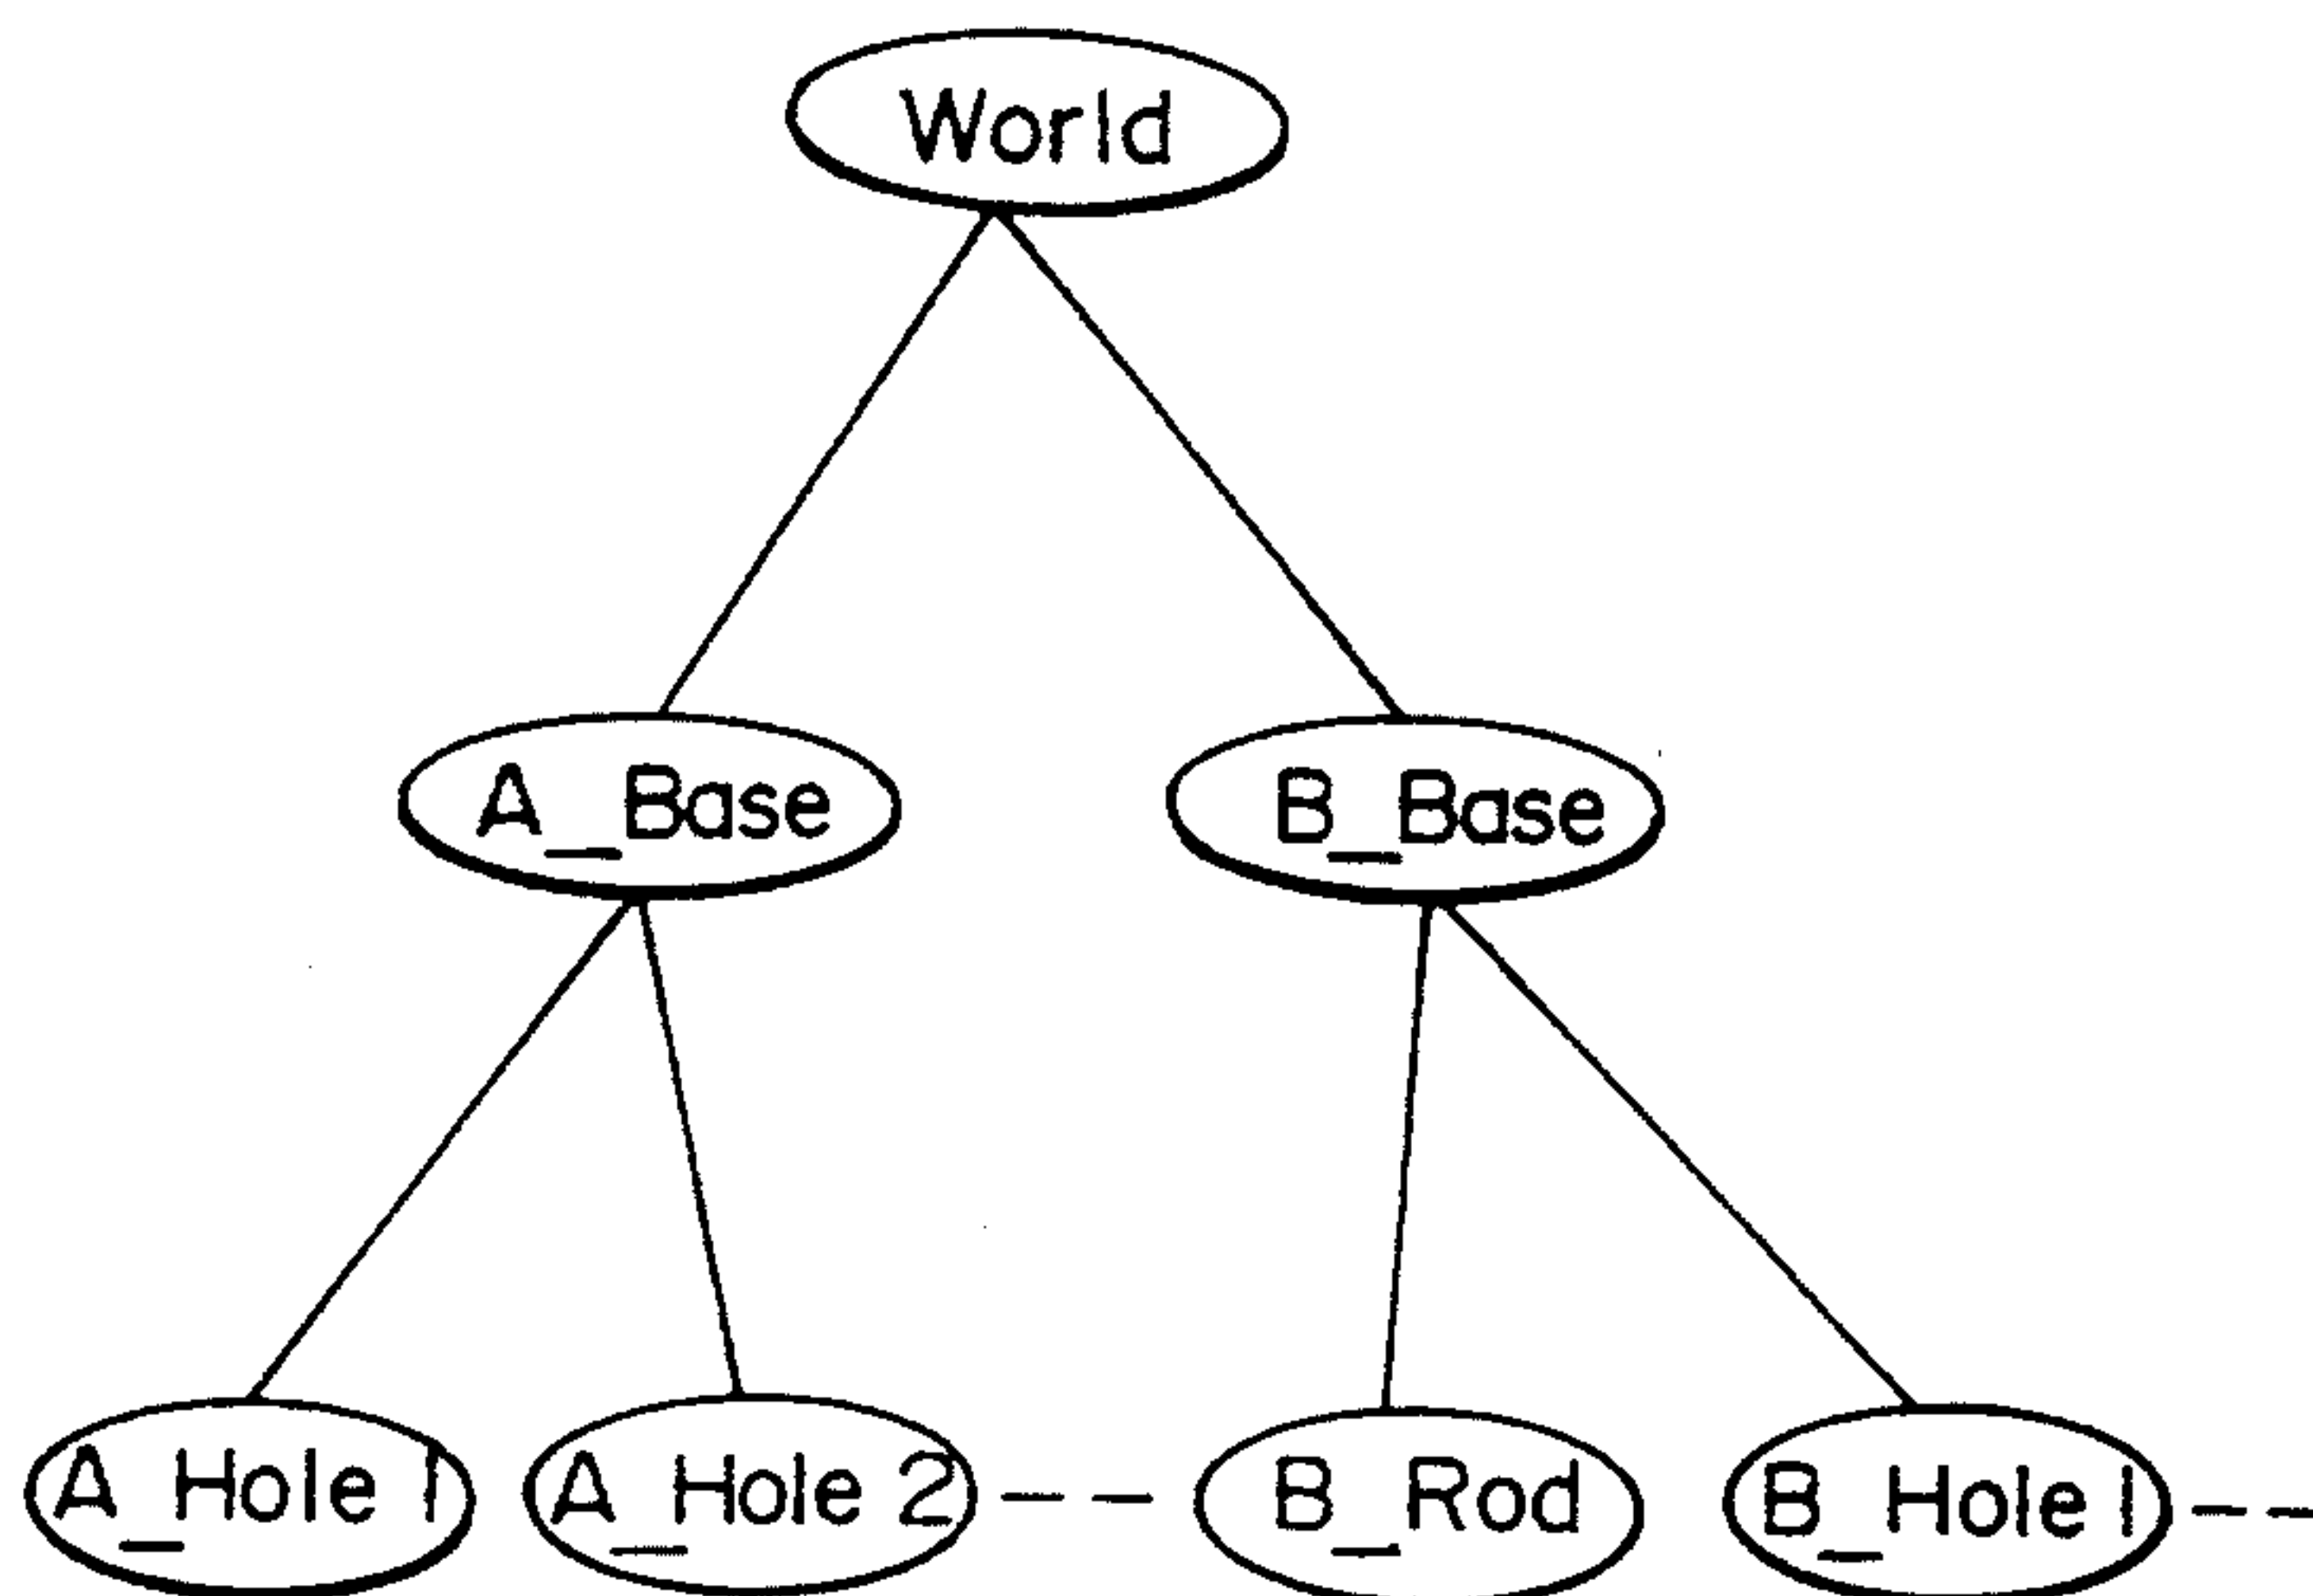 World
A_Base B_Base
A_Hole 1 A_Hole 2 -- B_Rod B_Hole 1 --